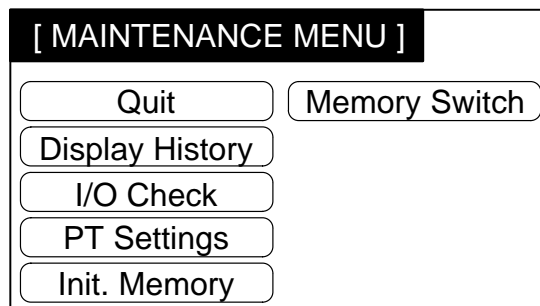 [ MAINTENANCE MENU ]
Quit
Memory Switch
Display History
I/O Check
PT Settings
Init. Memory